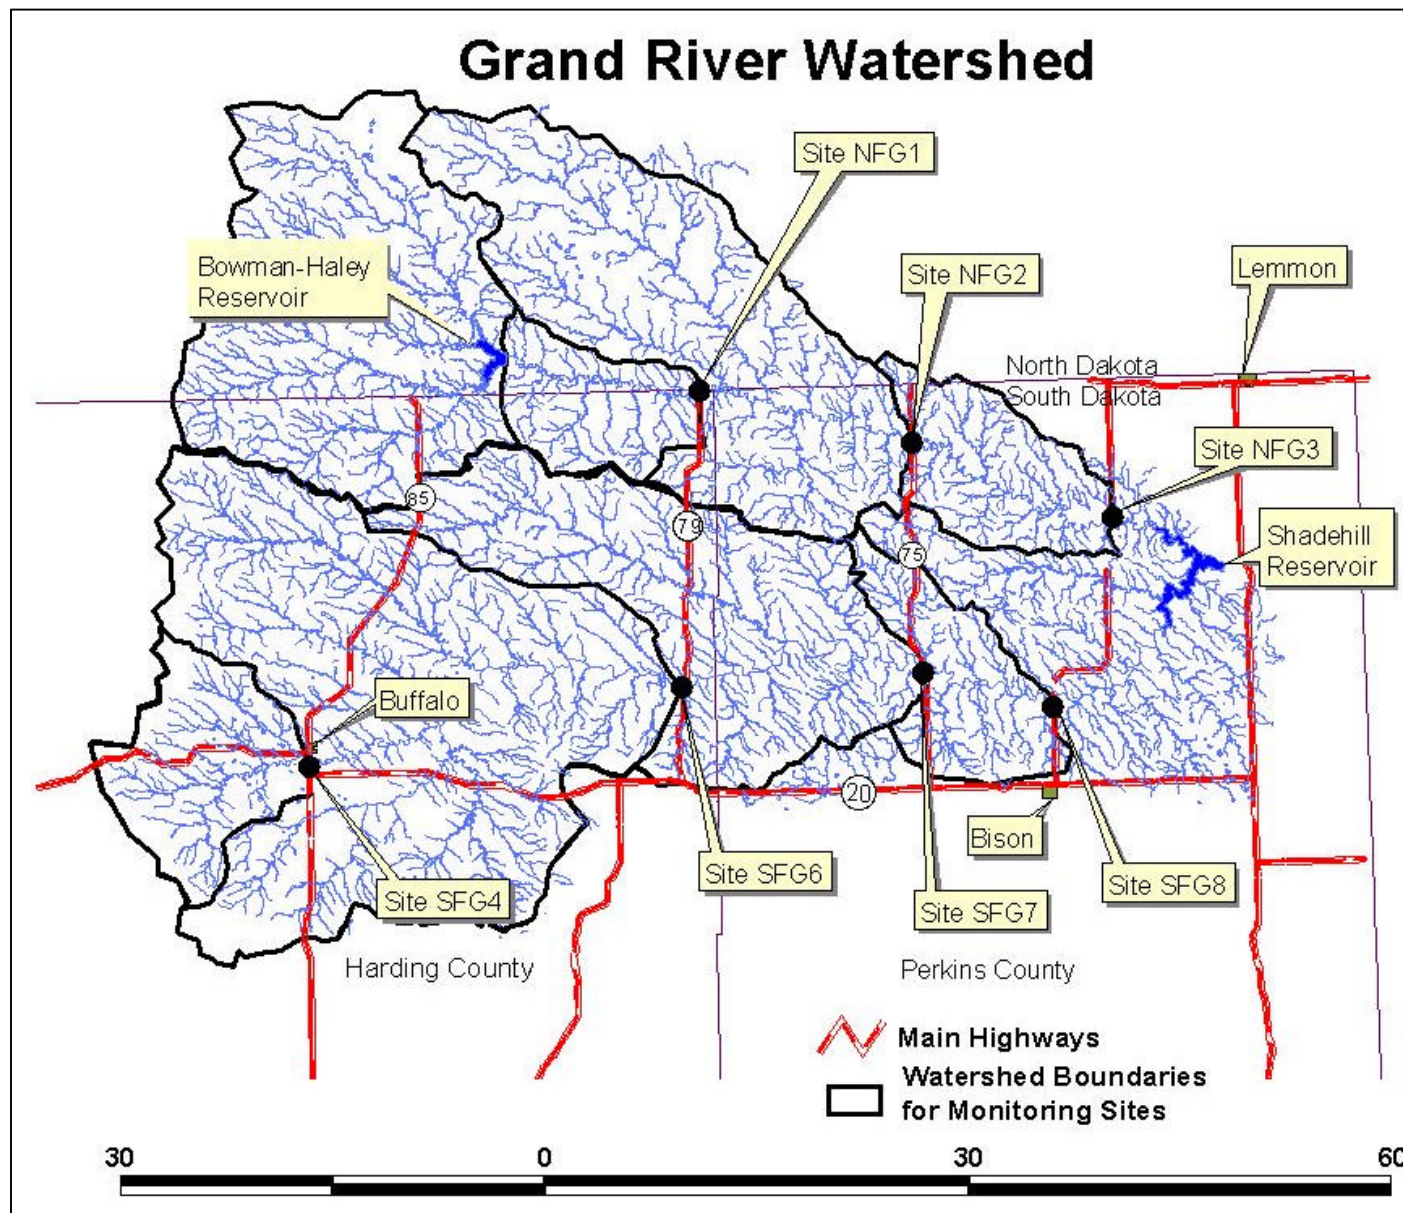 Grand River Watershed
Site NFG1
Bowman-Haley
Reservoir
Site NFG2
Lemmon
North Dakota
South Dakota
Site NFG3
85
79
75
Shadehill
Reservoir
Buffalo
20
Bison
Site SFG4
Site SFG6
Site SFG7
Site SFG8
Harding County
Perkins County
Main Highways
Watershed Boundaries
for Monitoring Sites
30 0 30 60